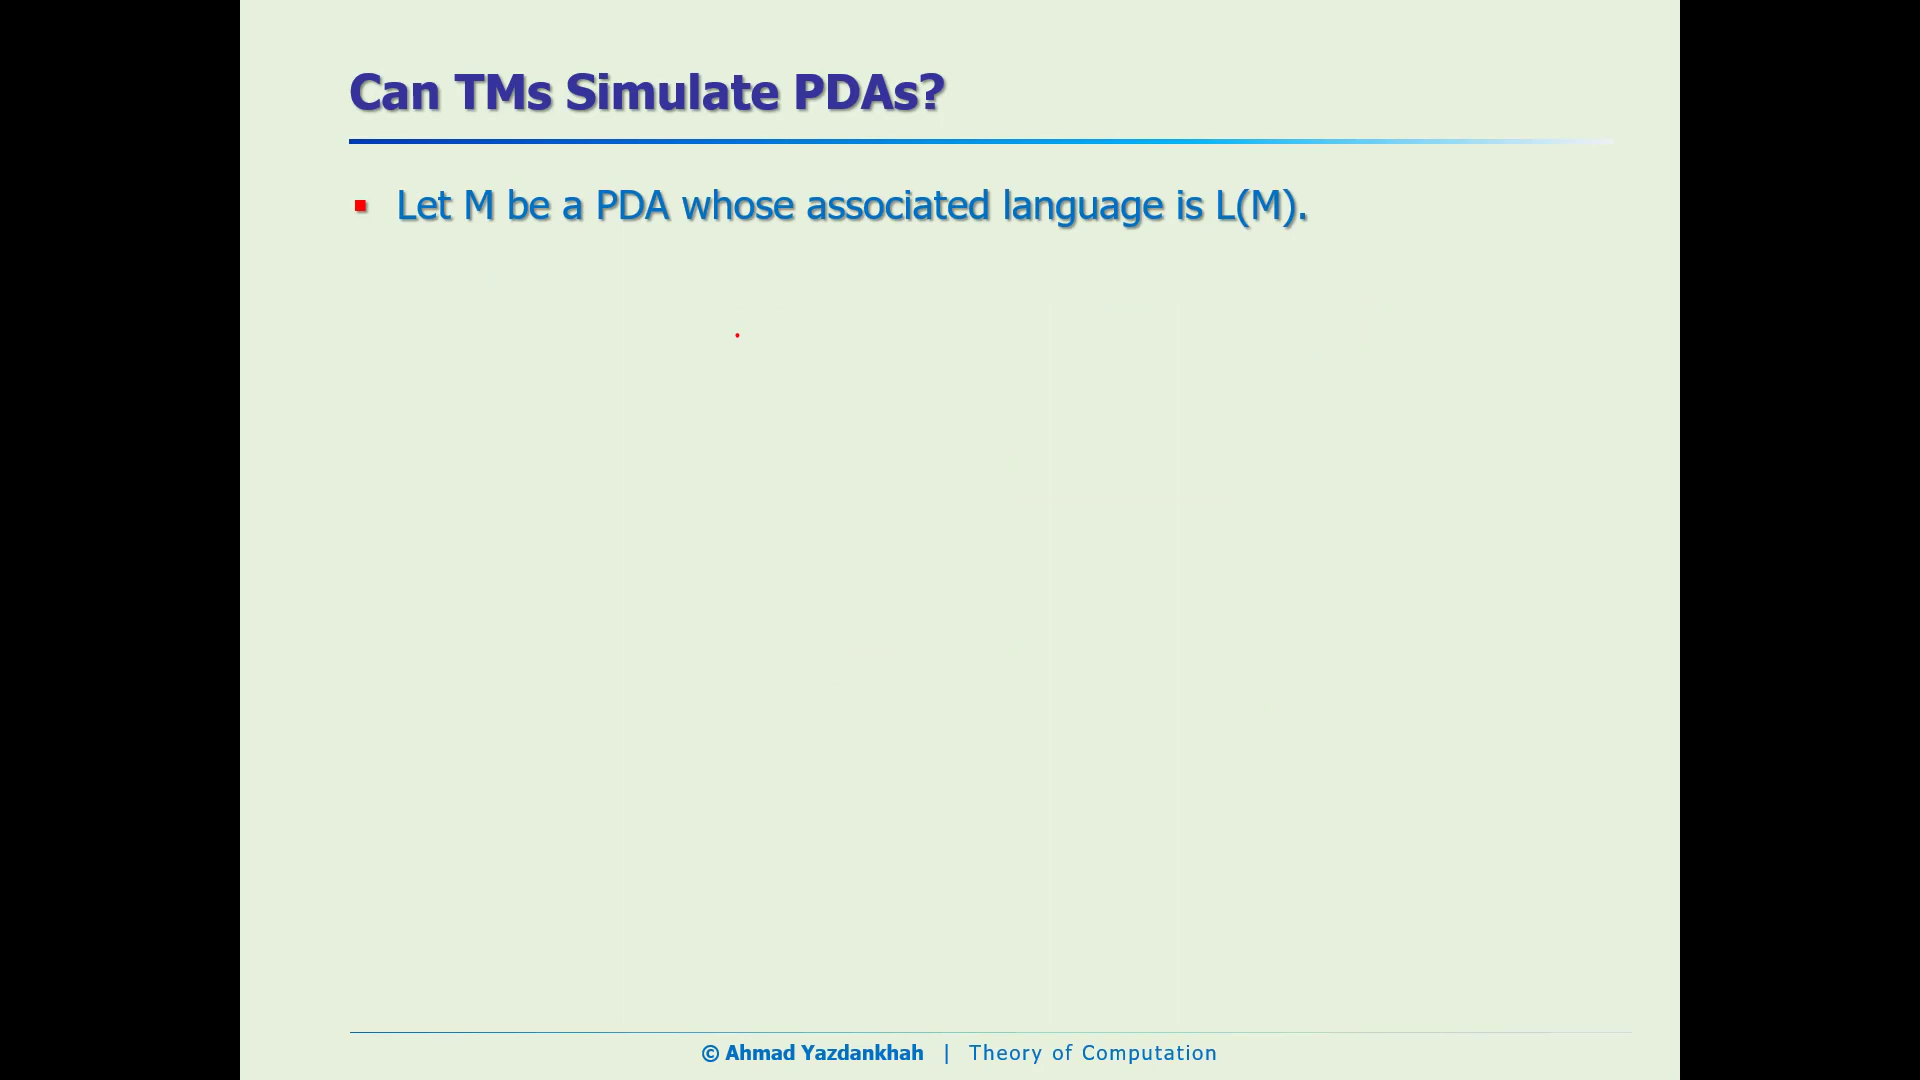 Can TMs Simulate PDAs?
▪ Let M be a PDA whose associated language is L(M).
© Ahmad Yazdankhah | Theory of Computation